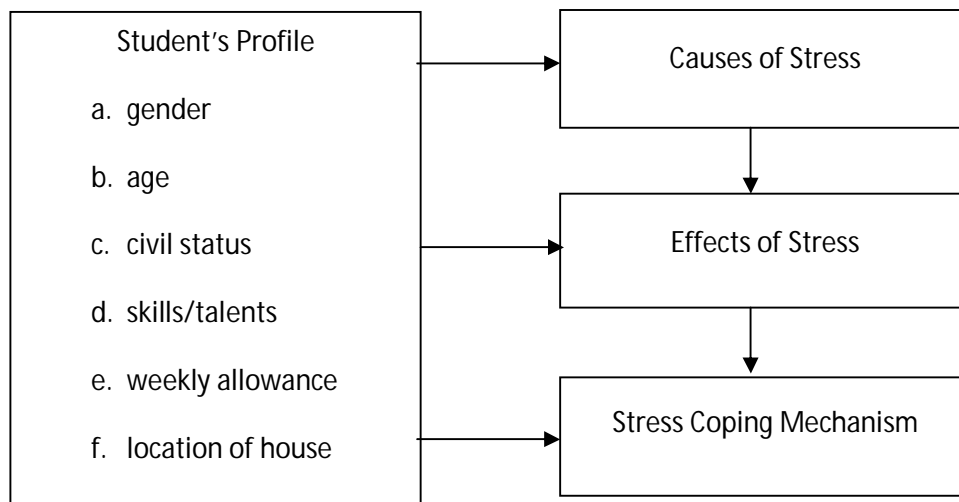 Student's Profile
a. gender
b. age
c. civil status
d. skills/talents
e. weekly allowance
f. location of house
Causes of Stress
Effects of Stress
Stress Coping Mechanism